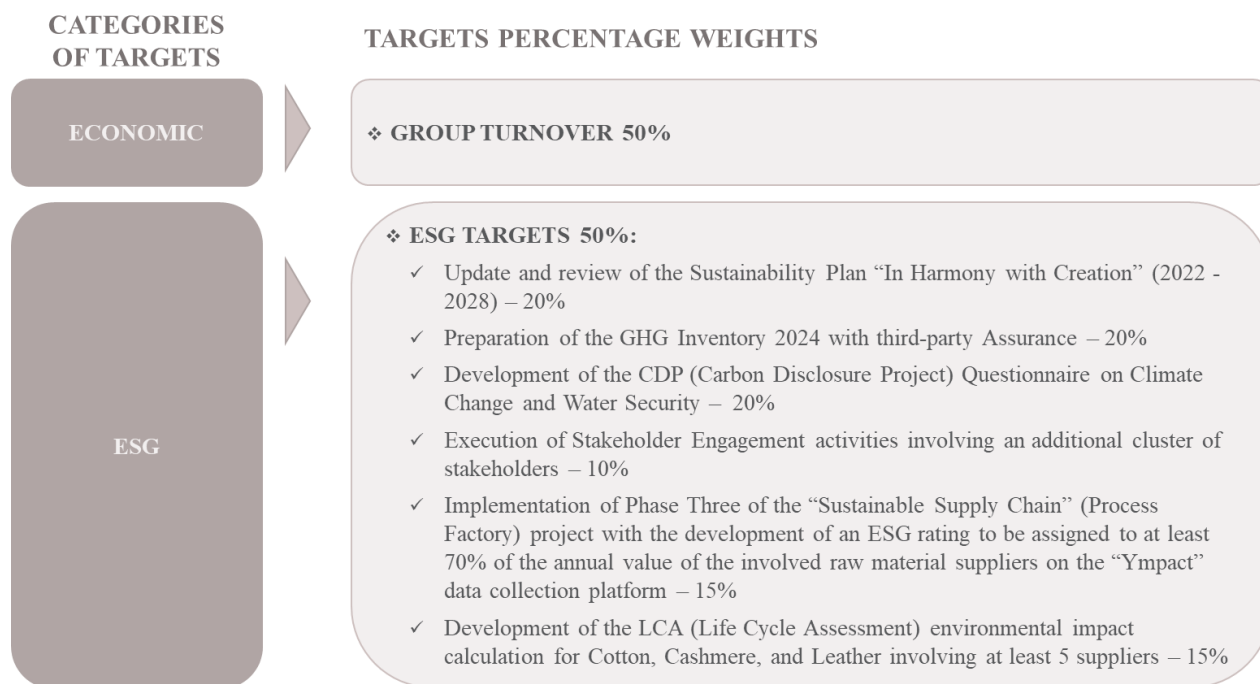 CATEGORIES
OF TARGETS
TARGETS PERCENTAGE WEIGHTS
ECONOMIC
❖ GROUP TURNOVER 50%
ESG
❖ ESG TARGETS 50%:
✓ Update and review of the Sustainability Plan “In Harmony with Creation” (2022 -
2028) – 20%
✓ Preparation of the GHG Inventory 2024 with third-party Assurance – 20%
✓ Development of the CDP (Carbon Disclosure Project) Questionnaire on Climate
Change and Water Security – 20%
✓ Execution of Stakeholder Engagement activities involving an additional cluster of
stakeholders – 10%
✓ Implementation of Phase Three of the “Sustainable Supply Chain” (Process
Factory) project with the development of an ESG rating to be assigned to at least
70% of the annual value of the involved raw material suppliers on the “Ympact”
data collection platform – 15%
✓ Development of the LCA (Life Cycle Assessment) environmental impact
calculation for Cotton, Cashmere, and Leather involving at least 5 suppliers – 15%